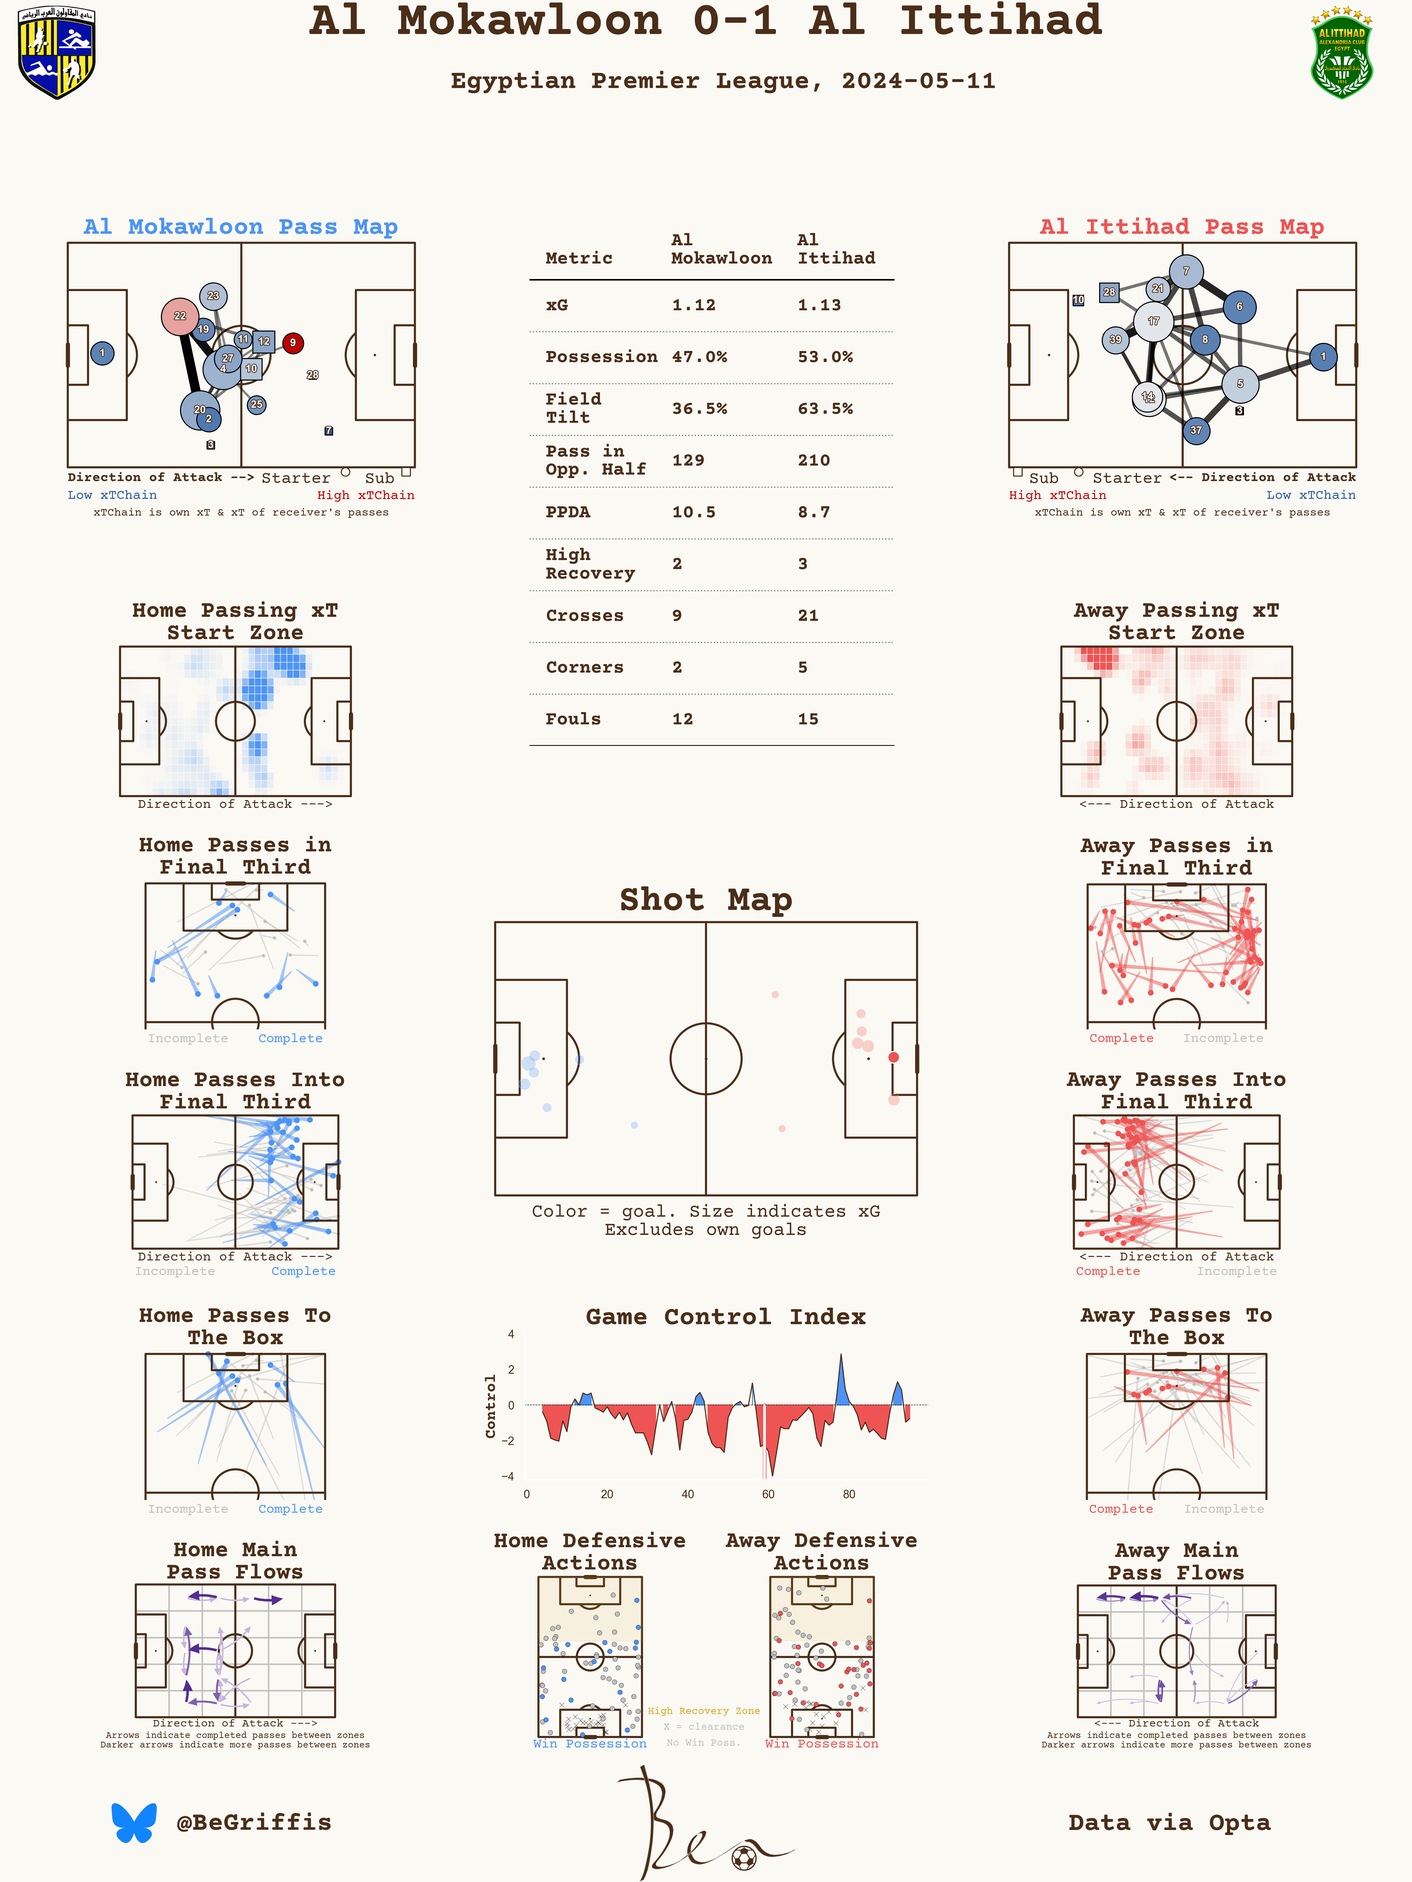 نادي المقاولون العرب الرياضي
Al Mokawloon 0-1 Al Ittihad
Egyptian Premier League, 2024-05-11
AL ITTIHAD
ALEXANDRIA CLUB
EGYPT
1914
Al Mokawloon Pass Map
23
22
19
11
12
9
1
27
4
10
28
20
2
25
7
3
Direction of Attack --> Starter Sub
Low xTChain High xTChain
xTChain is own xT & xT of receiver's passes
Metric Al Mokawloon Al Ittihad
xG 1.12 1.13
Possession 47.0% 53.0%
Field Tilt 36.5% 63.5%
Pass in Opp. Half 129 210
PPDA 10.5 8.7
High Recovery 2 3
Crosses 9 21
Corners 2 5
Fouls 12 15
Al Ittihad Pass Map
7
21
28
10
6
17
39
8
1
5
14
3
37
Sub Starter <-- Direction of Attack
High xTChain Low xTChain
xTChain is own xT & xT of receiver's passes
Home Passing xT
Start Zone
Direction of Attack --->
Away Passing xT
Start Zone
<--- Direction of Attack
Home Passes in
Final Third
Incomplete Complete
Away Passes in
Final Third
Complete Incomplete
Shot Map
Color = goal. Size indicates xG
Excludes own goals
Home Passes Into
Final Third
Direction of Attack --->
Incomplete Complete
Away Passes Into
Final Third
<--- Direction of Attack
Complete Incomplete
Home Passes To
The Box
Incomplete Complete
Game Control Index
Control
4
2
0
−2
−4
0 20 40 60 80
Away Passes To
The Box
Complete Incomplete
Home Main
Pass Flows
Direction of Attack --->
Arrows indicate completed passes between zones
Darker arrows indicate more passes between zones
Home Defensive
Actions
Win Possession
High Recovery Zone
X = clearance
No Win Poss.
Away Defensive
Actions
Win Possession
Away Main
Pass Flows
<--- Direction of Attack
Arrows indicate completed passes between zones
Darker arrows indicate more passes between zones
@BeGriffis
Ben
Data via Opta